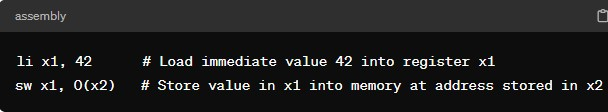 assembly
li x1, 42      # Load immediate value 42 into register x1
sw x1, 0(x2)   # Store value in x1 into memory at address stored in x2